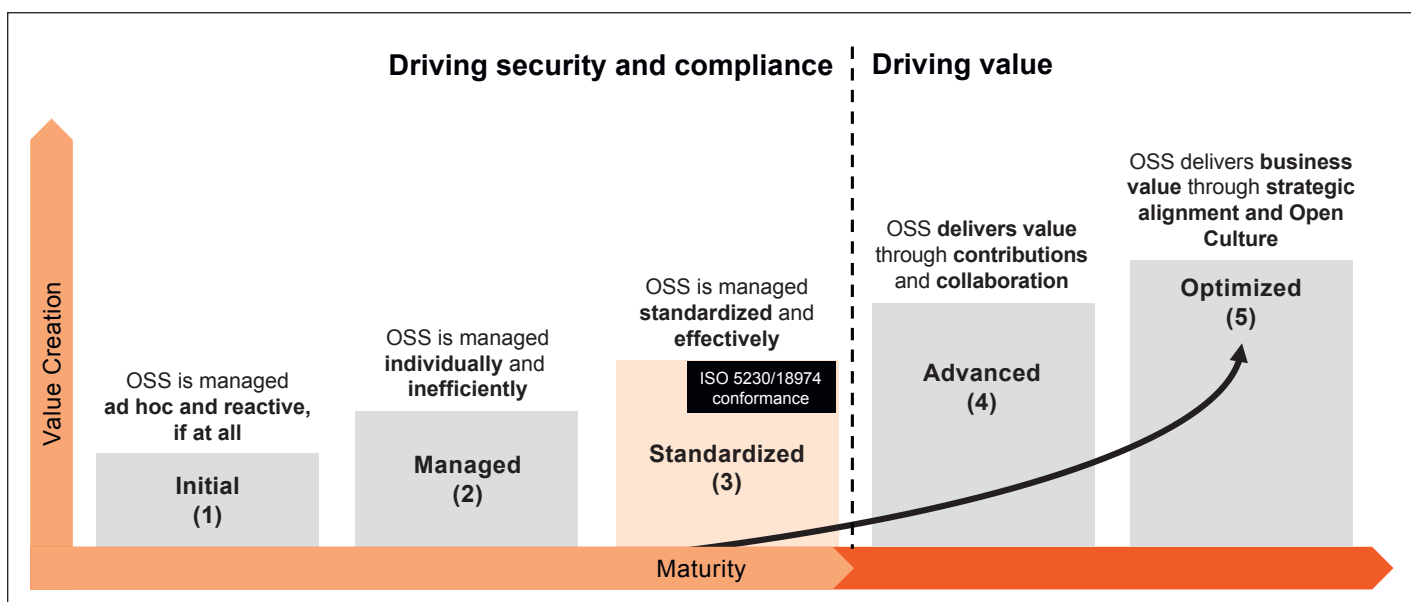 Driving security and compliance
Driving value
Value Creation
OSS is managed
ad hoc and reactive,
if at all
Initial
(1)
OSS is managed
individually and
inefficiently
Managed
(2)
OSS is managed
standardized and
effectively
ISO 5230/18974
conformance
Standardized
(3)
OSS delivers value
through contributions
and collaboration
Advanced
(4)
OSS delivers business
value through strategic
alignment and Open
Culture
Optimized
(5)
Maturity